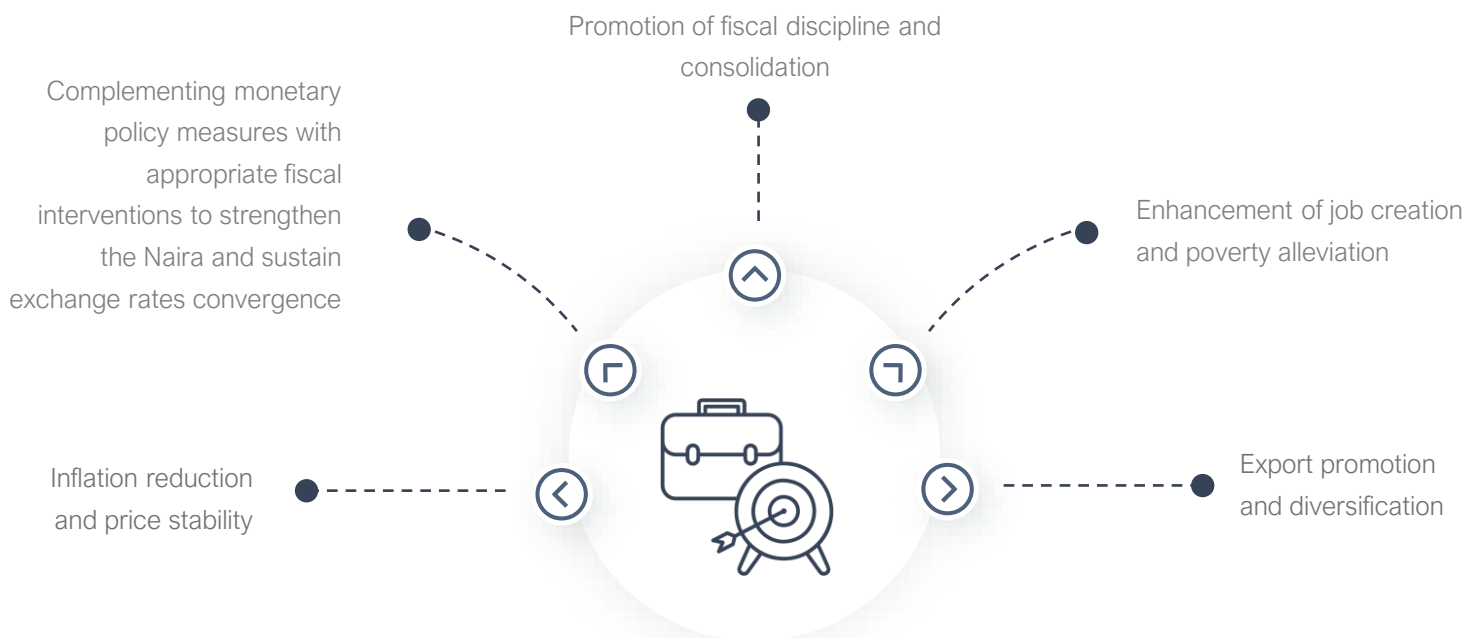 Promotion of fiscal discipline and
consolidation
Complementing monetary
policy measures with
appropriate fiscal
interventions to strengthen
the Naira and sustain
exchange rates convergence
Enhancement of job creation
and poverty alleviation
Inflation reduction
and price stability
Export promotion
and diversification